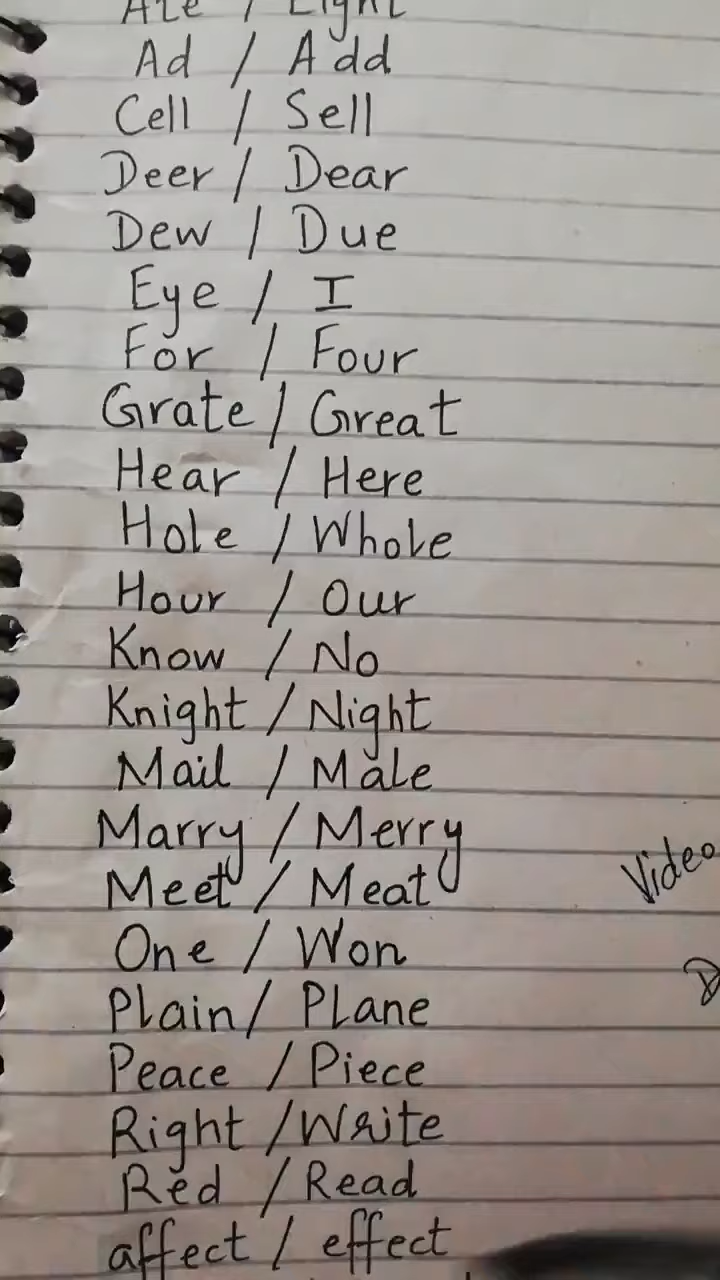 Ate / Eight
Ad / Add
Cell / Sell
Deer / Dear
Dew / Due
Eye / I
For / Four
Grate / Great
Hear / Here
Hole / Whole
Hour / Our
Know / No
Knight / Night
Mail / Male
Marry / Merry
Meet / Meat
Video
One / Won
Plain / Plane
Peace / Piece
Right / Write
Red / Read
affect / effect